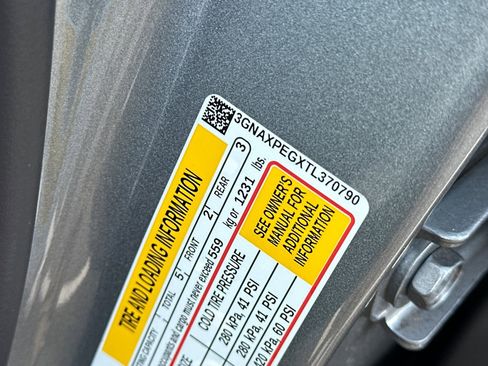 3GNAXPEGXTL370790
TIRE AND LOADING INFORMATION
TOTAL 5 FRONT 2 REAR 3
and cargo must never exceed 559 kg or 1231 lbs.
COLD TIRE PRESSURE
280 kPa, 41 PSI
280 kPa, 41 PSI
420 kPa, 60 PSI
SEE OWNER'S
MANUAL FOR
ADDITIONAL
INFORMATION